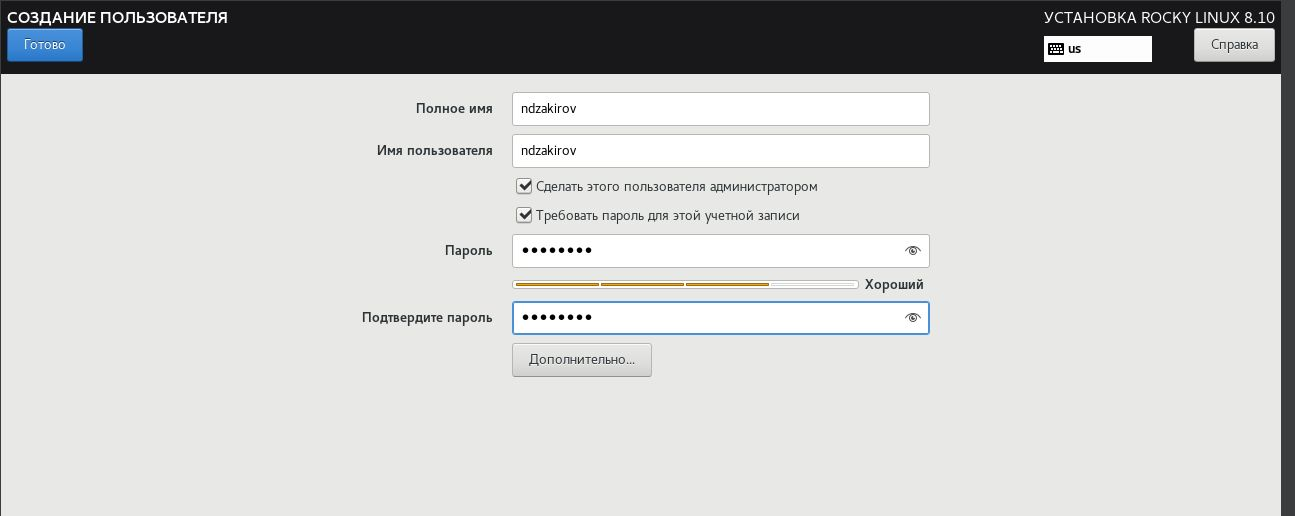 СОЗДАНИЕ ПОЛЬЗОВАТЕЛЯ
УСТАНОВКА ROCKY LINUX 8.10
Готово
us
Справка
Полное имя
ndzakirov
Имя пользователя
ndzakirov
Сделать этого пользователя администратором
Требовать пароль для этой учетной записи
Пароль
••••••••
Хороший
Подтвердите пароль
••••••••
Дополнительно...